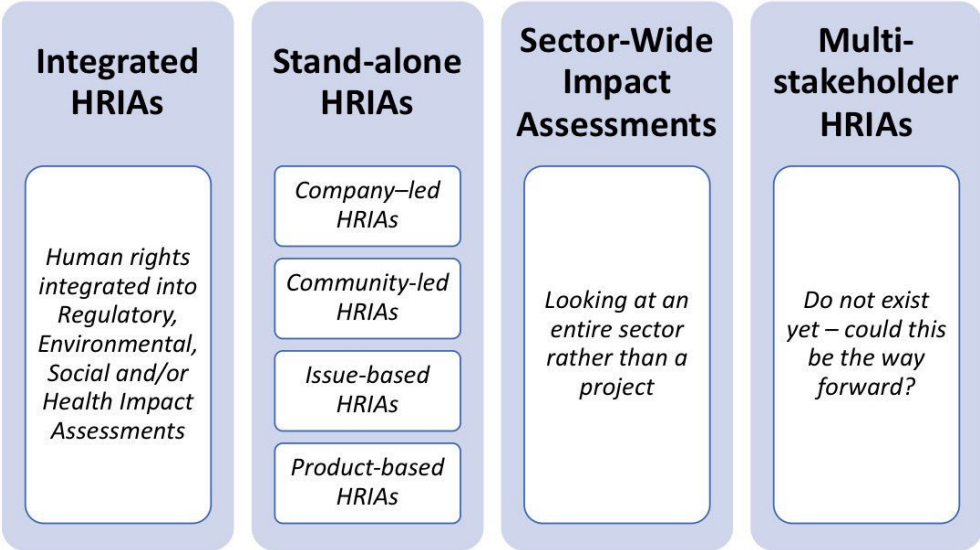 Integrated
HRIAs
Human rights
integrated into
Regulatory,
Environmental,
Social and/or
Health Impact
Assessments
Stand-alone
HRIAs
Company–led
HRIAs
Community-led
HRIAs
Issue-based
HRIAs
Product-based
HRIAs
Sector-Wide
Impact
Assessments
Looking at an
entire sector
rather than a
project
Multi-
stakeholder
HRIAs
Do not exist
yet – could this
be the way
forward?